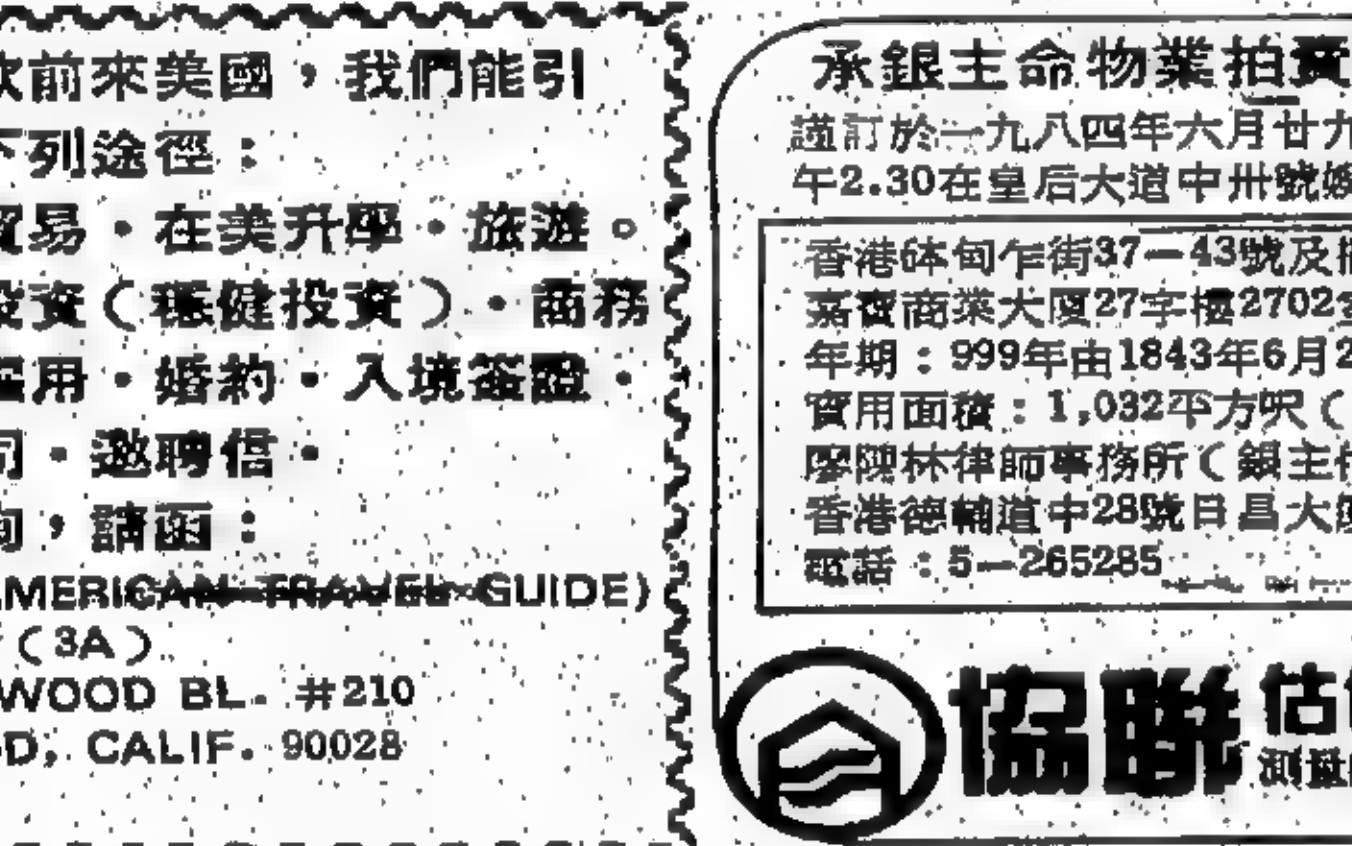 前來美國，我們能引
下列途徑：
貿易・在美升學・旅遊。
投資（穩健投資）・商務
用・婚約・入境簽證・
司・邀聘信・
詢，請函：
AMERICAN TRAVEL GUIDE)
（3A）
WOOD BL. #210
D, CALIF. 90028
承銀主命物業拍賣
謹訂於一九八四年六月廿九
午2.30在皇后大道中卅號娛
香港砵甸乍街37—43號及
嘉寶商業大廈27字樓2702
年期：999年由1843年6月2
實用面積：1,032平方呎（
廖陳林律師事務所（銀主
香港德輔道中28號日昌大廈
電話：5—265285
協聯估
測量